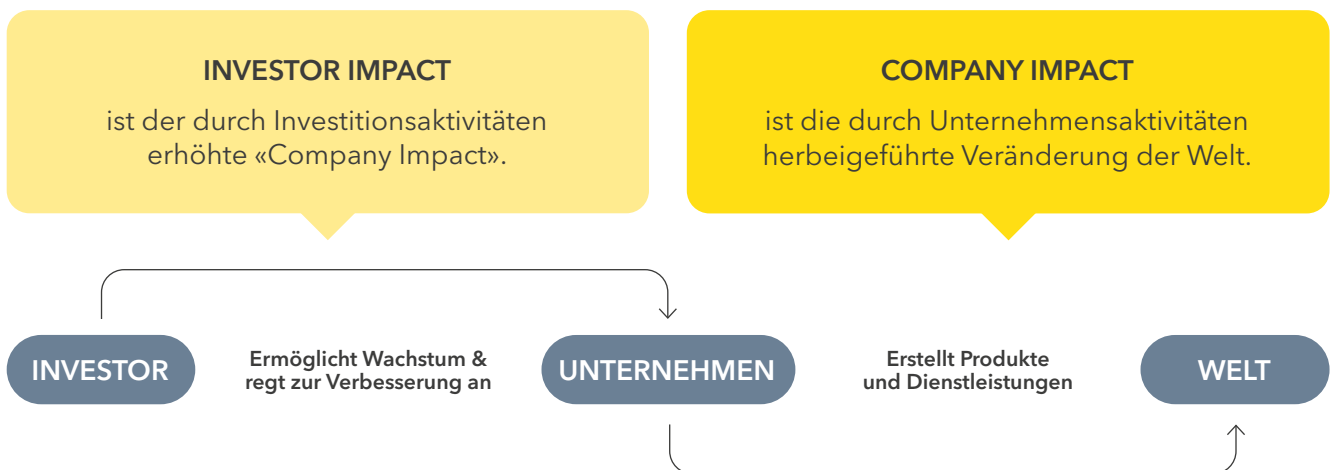 INVESTOR IMPACT
ist der durch Investitionsaktivitäten
erhöhte «Company Impact».
COMPANY IMPACT
ist die durch Unternehmensaktivitäten
herbeigeführte Veränderung der Welt.
INVESTOR
Ermöglicht Wachstum &
regt zur Verbesserung an
UNTERNEHMEN
Erstellt Produkte
und Dienstleistungen
WELT